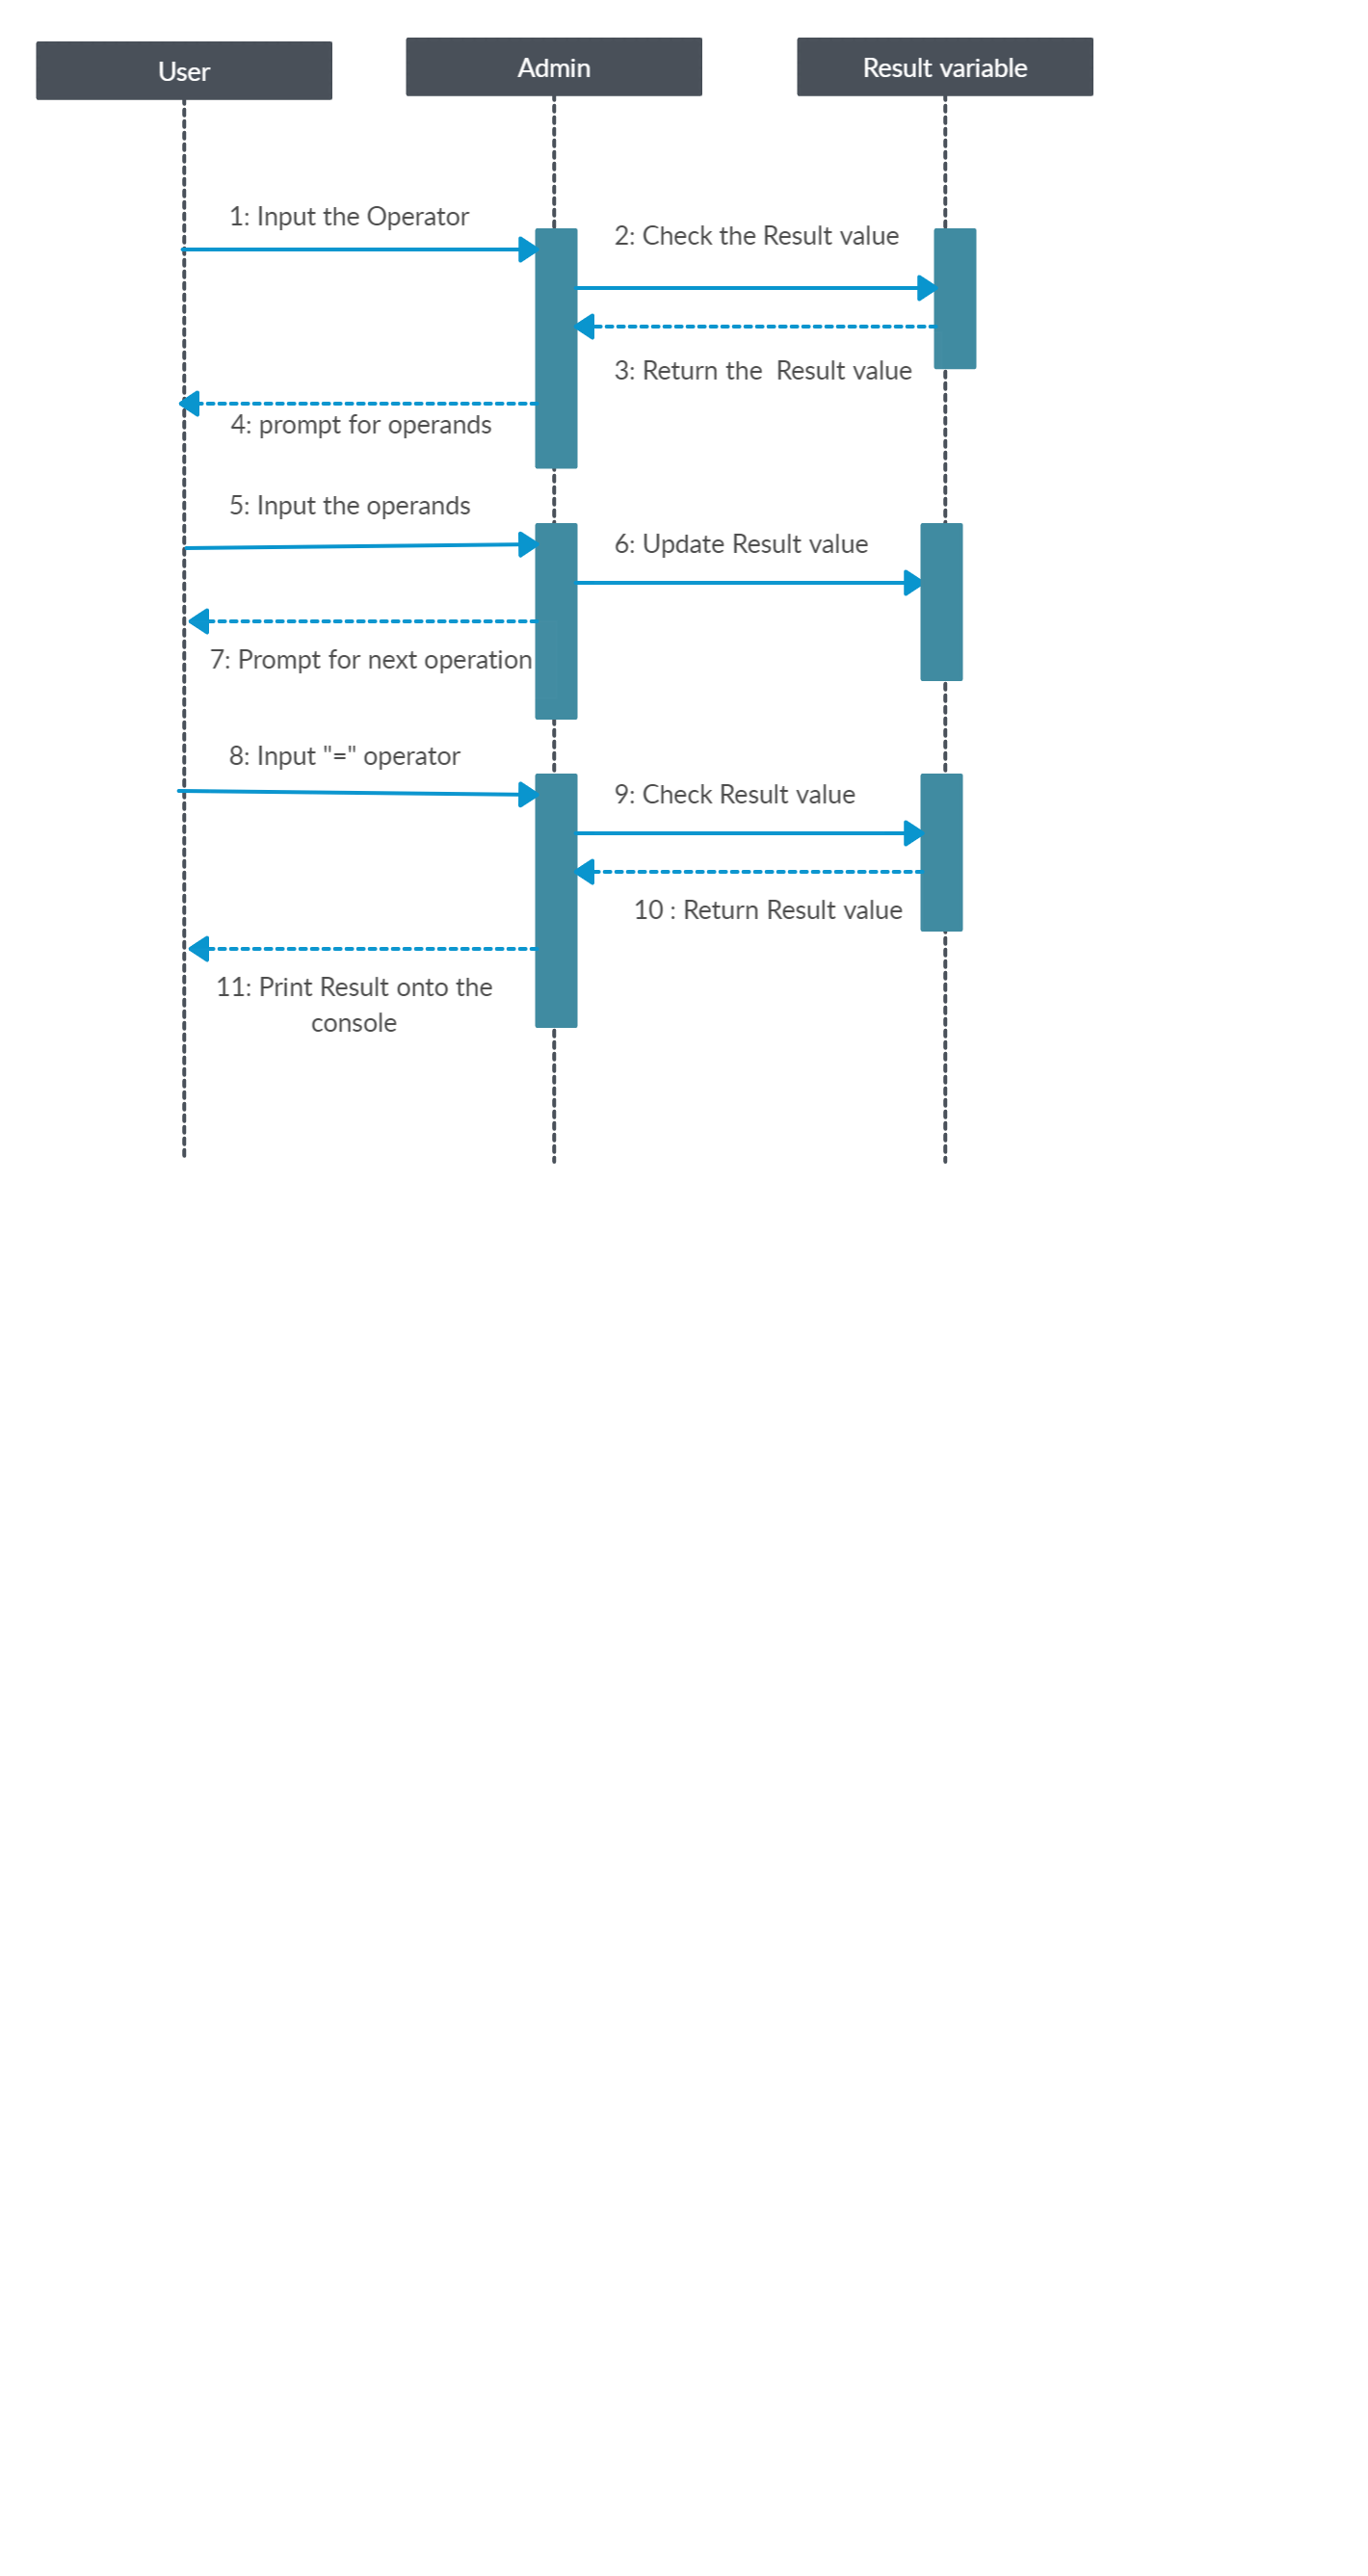 User
Admin
Result variable
1: Input the Operator
2: Check the Result value
3: Return the  Result value
4: prompt for operands
5: Input the operands
6: Update Result value
7: Prompt for next operation
8: Input "=" operator
9: Check Result value
10 : Return Result value
11: Print Result onto the
console